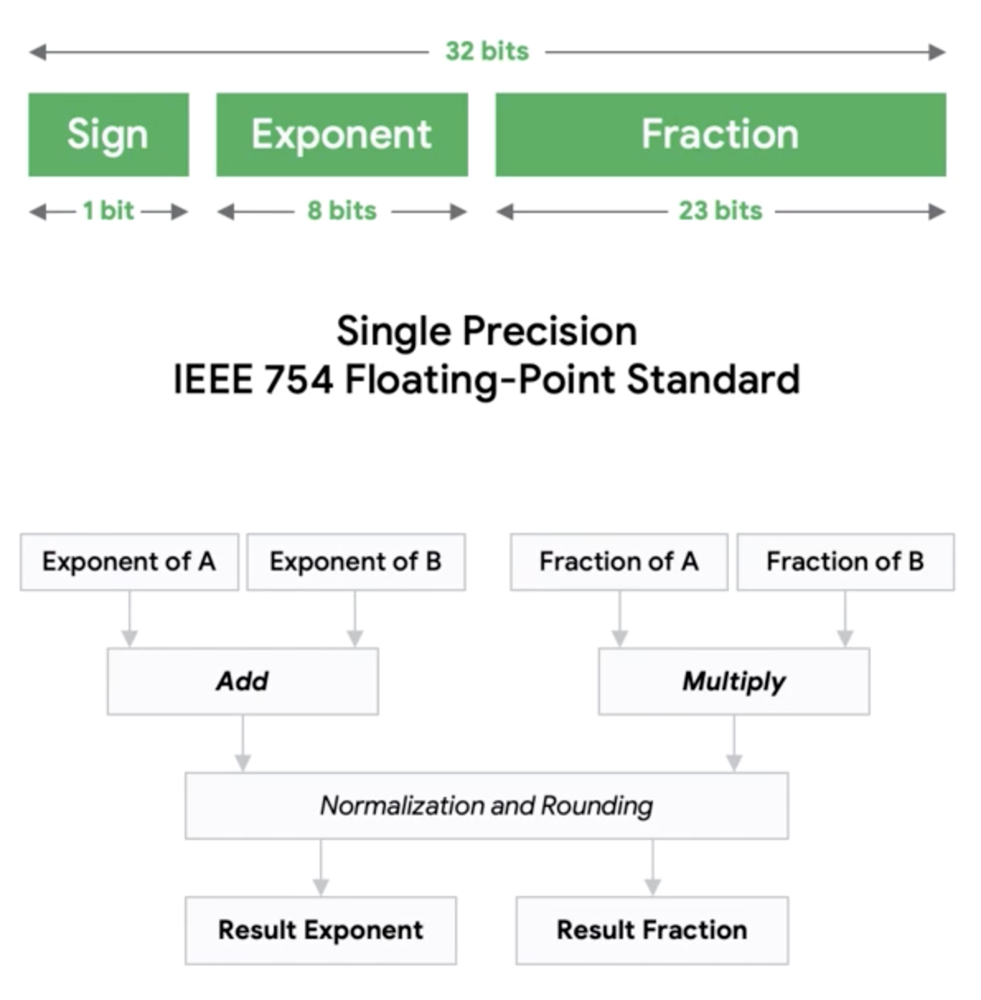 32 bits
Sign
Exponent
Fraction
1 bit
8 bits
23 bits
Single Precision
IEEE 754 Floating-Point Standard
Exponent of A
Exponent of B
Fraction of A
Fraction of B
Add
Multiply
Normalization and Rounding
Result Exponent
Result Fraction